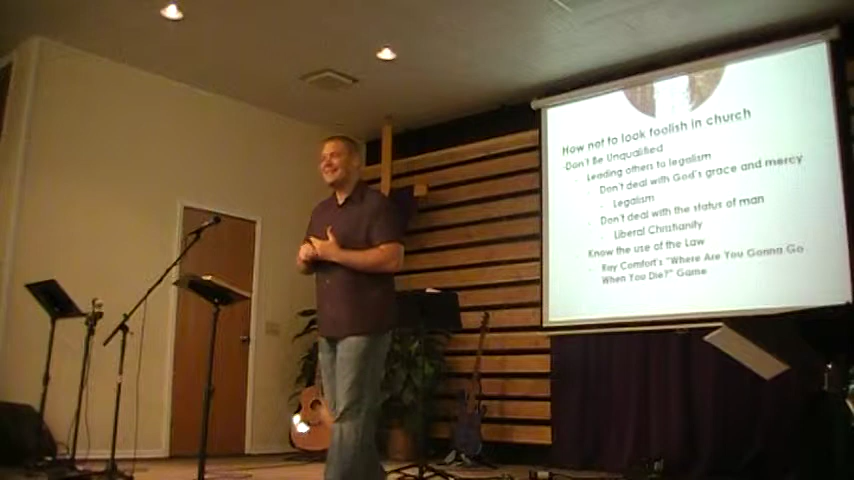 How not to look foolish in church
-Don't Be Unqualified
- Leading others to legalism
- Don't deal with God's grace and mercy
- Legalism
- Don't deal with the status of man
- Liberal Christianity
- Know the use of the Law
- Ray Comfort's "Where Are You Gonna Go
When You Die?" Game